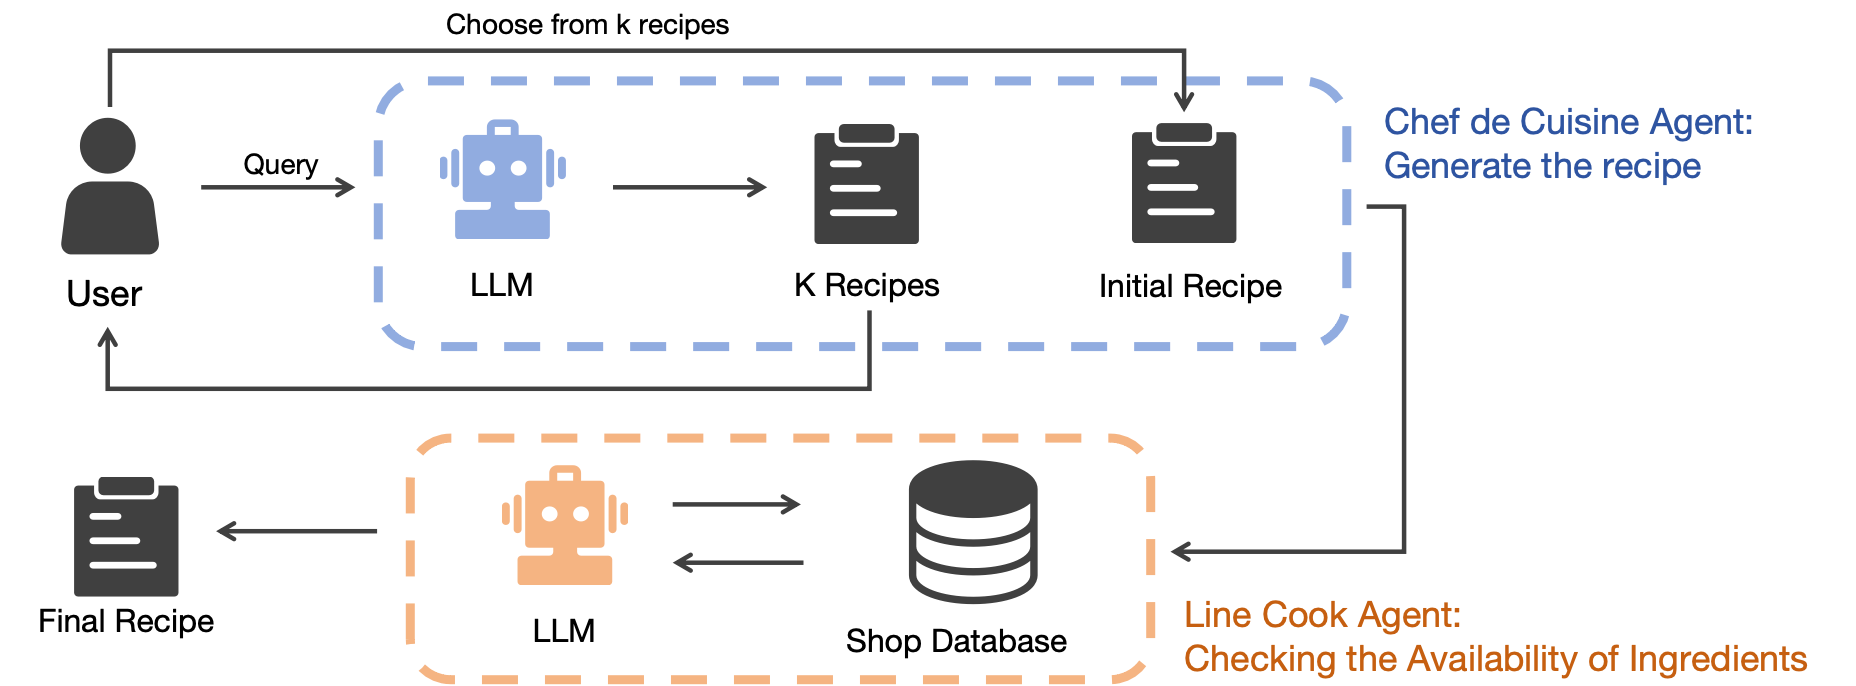 Choose from k recipes
Query
User
LLM
K Recipes
Initial Recipe
Chef de Cuisine Agent:
Generate the recipe
Final Recipe
LLM
Shop Database
Line Cook Agent:
Checking the Availability of Ingredients